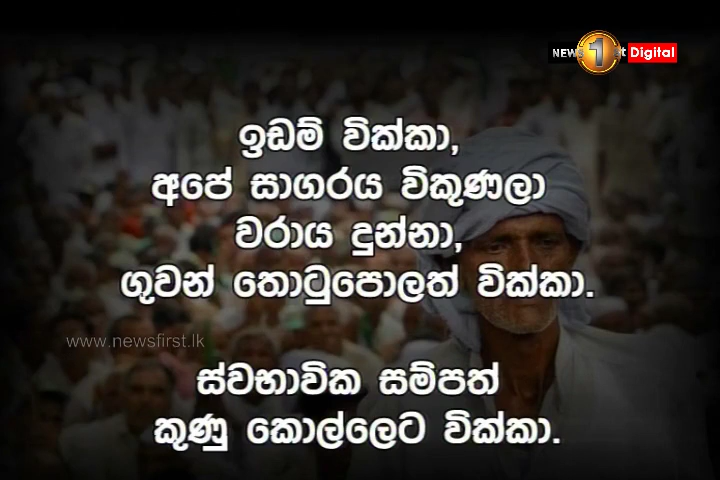 NEWS 1st Digital
ඉඩම් වික්කා,
අපේ සාගරය විකුණලා
වරාය දුන්නා,
ගුවන් තොටුපොලත් වික්කා.
www.newsfirst.lk
ස්වභාවික සම්පත්
කුණු කොල්ලෙට වික්කා.